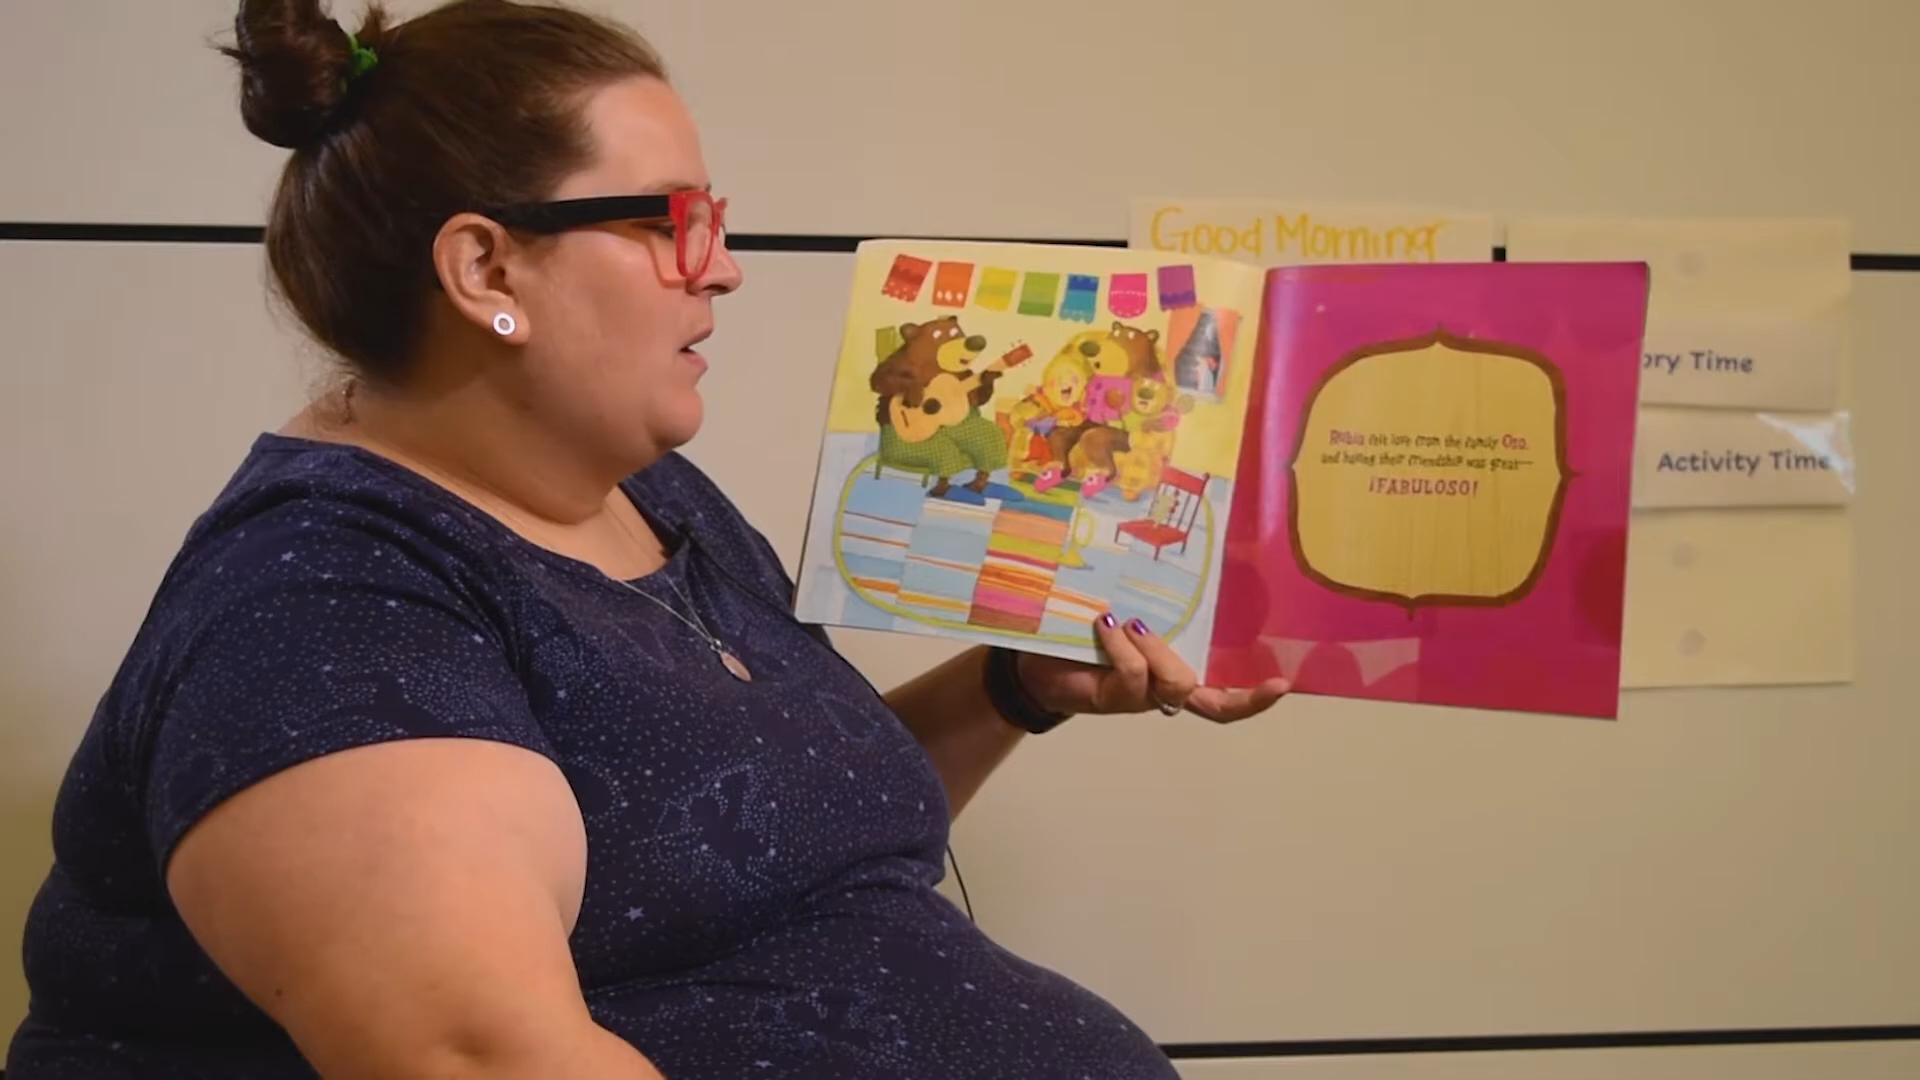 Good Morning
ory Time
Activity Time
Rubia felt love from the family Oso,
and having their friendship was great—
¡FABULOSO!